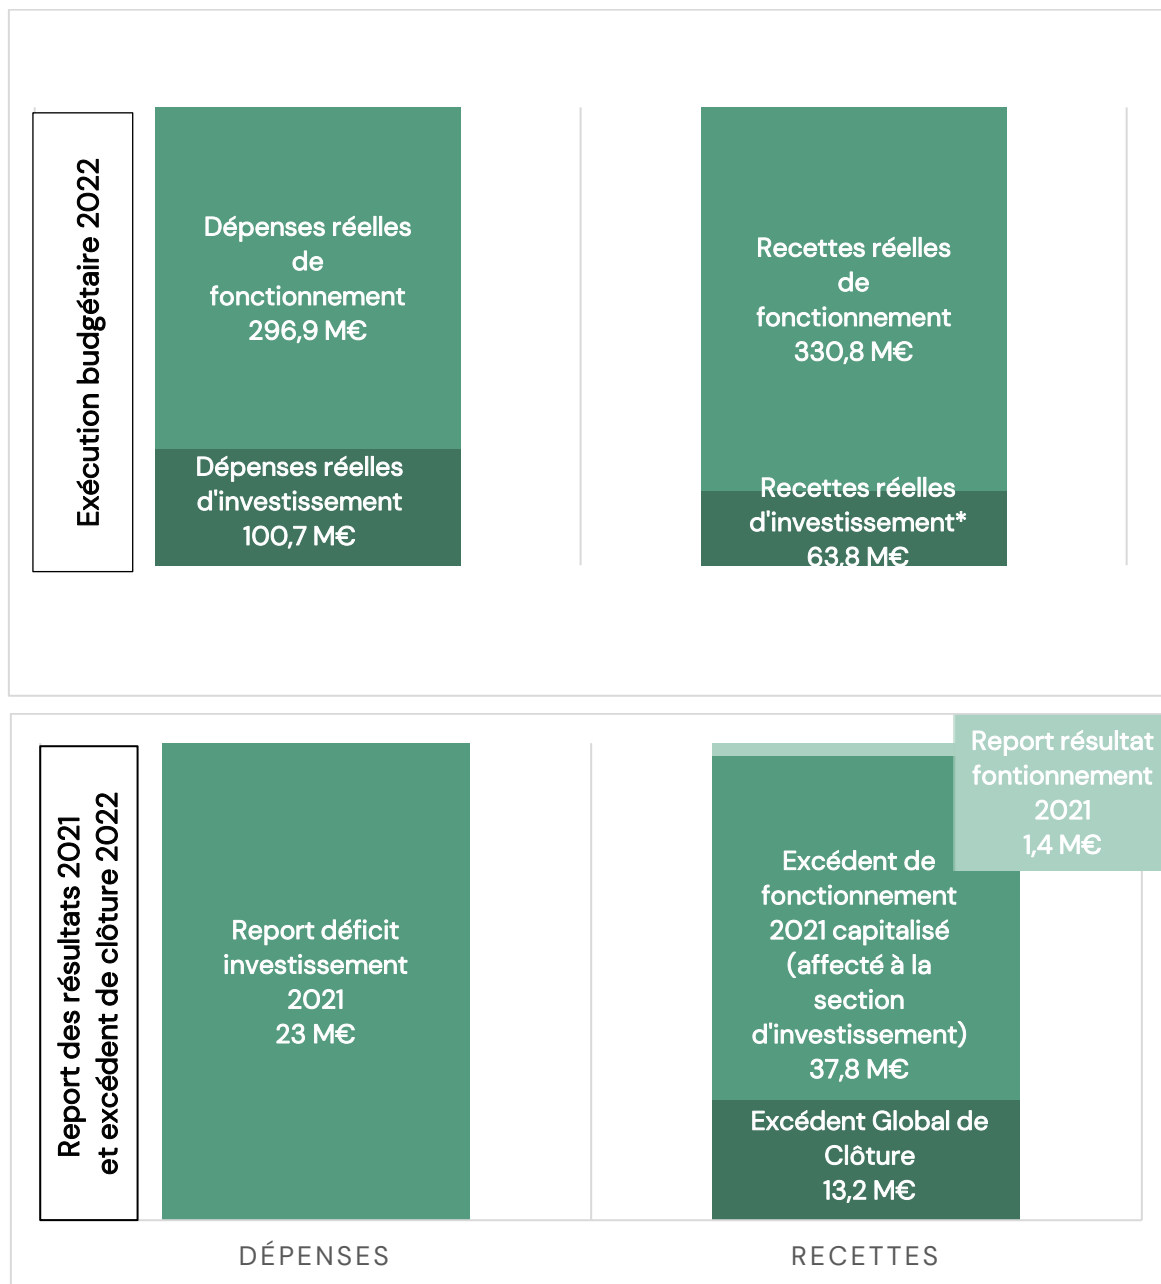 Exécution budgétaire 2022
Dépenses réelles
de
fonctionnement
296,9 M€
Dépenses réelles
d'investissement
100,7 M€
Recettes réelles
de
fonctionnement
330,8 M€
Recettes réelles
d'investissement*
63,8 M€
Report des résultats 2021
et excédent de clôture 2022
Report déficit
investissement
2021
23 M€
Report résultat
fontionnement
2021
1,4 M€
Excédent de
fonctionnement
2021 capitalisé
(affecté à la
section
d'investissement)
37,8 M€
Excédent Global de
Clôture
13,2 M€
DÉPENSES
RECETTES